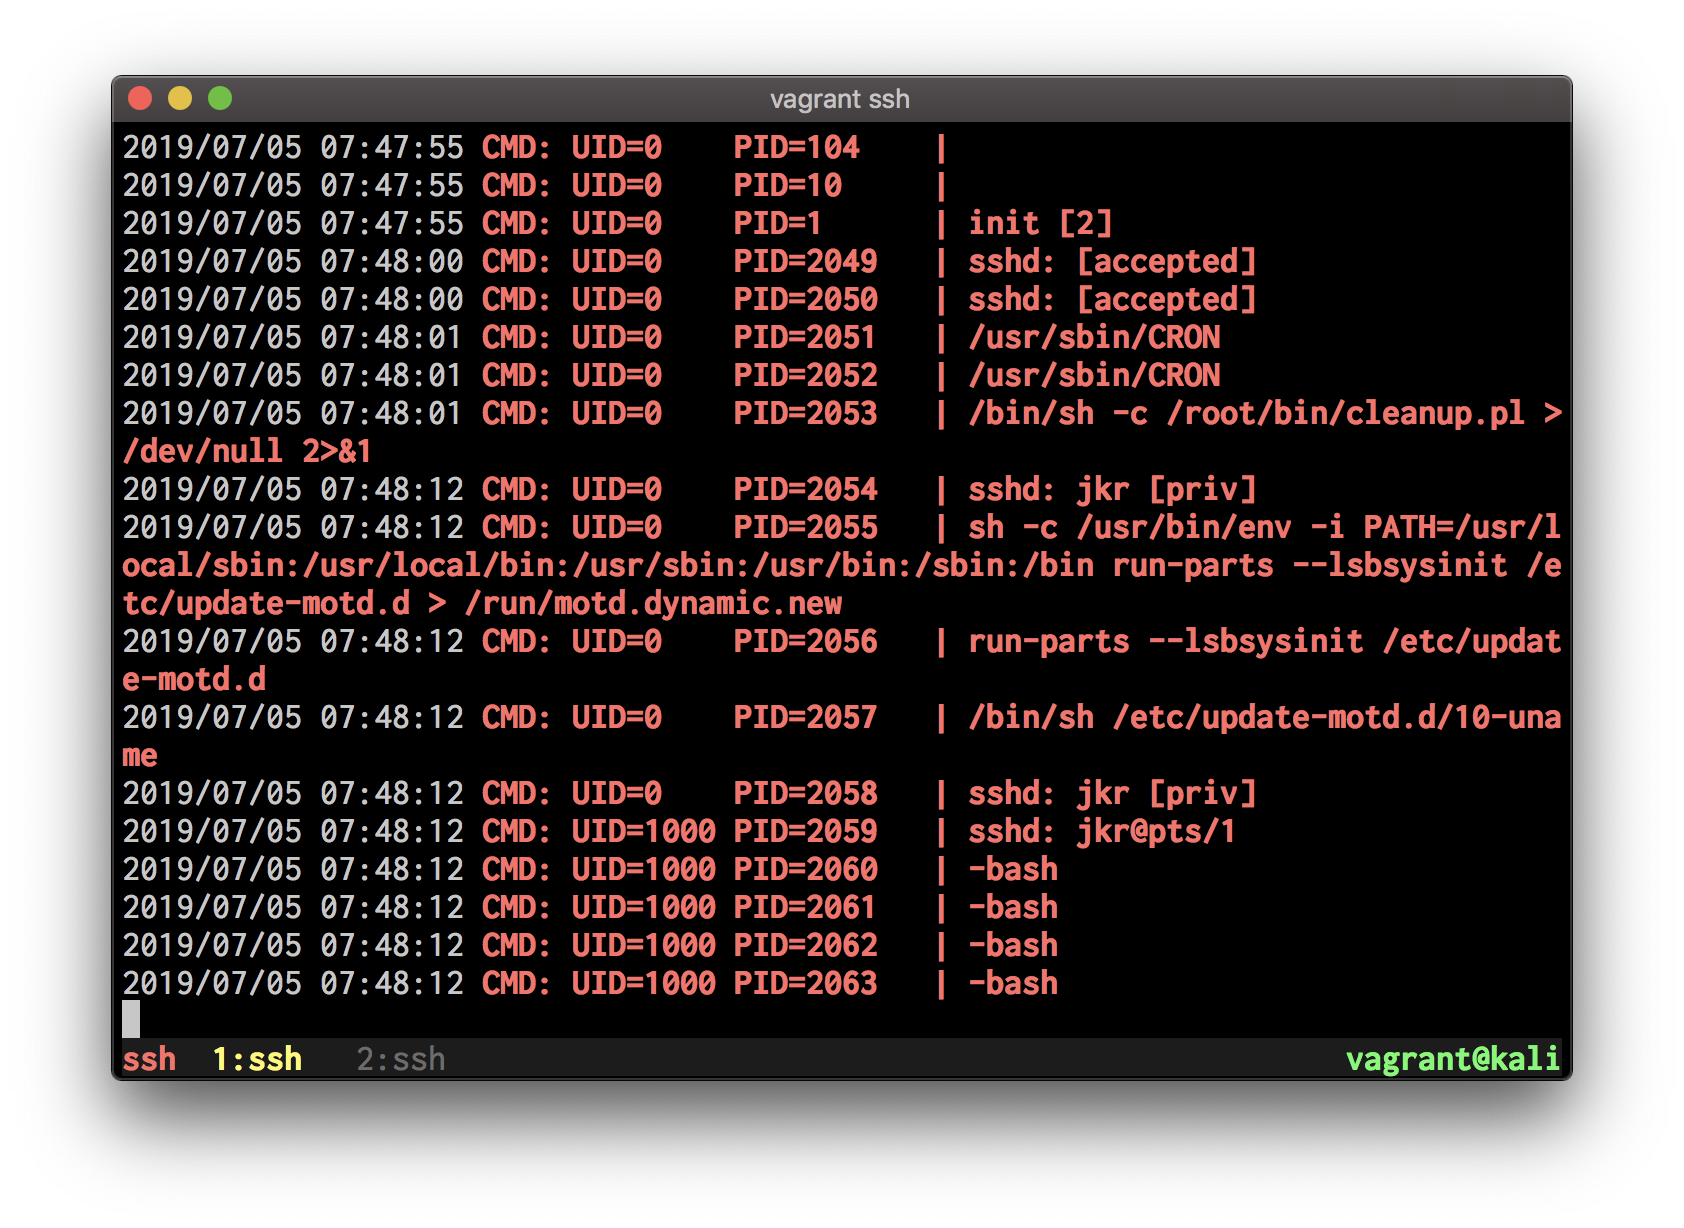 vagrant ssh
2019/07/05 07:47:55 CMD: UID=0    PID=104    |
2019/07/05 07:47:55 CMD: UID=0    PID=10     |
2019/07/05 07:47:55 CMD: UID=0    PID=1      | init [2]
2019/07/05 07:48:00 CMD: UID=0    PID=2049   | sshd: [accepted]
2019/07/05 07:48:00 CMD: UID=0    PID=2050   | sshd: [accepted]
2019/07/05 07:48:01 CMD: UID=0    PID=2051   | /usr/sbin/CRON
2019/07/05 07:48:01 CMD: UID=0    PID=2052   | /usr/sbin/CRON
2019/07/05 07:48:01 CMD: UID=0    PID=2053   | /bin/sh -c /root/bin/cleanup.pl >
/dev/null 2>&1
2019/07/05 07:48:12 CMD: UID=0    PID=2054   | sshd: jkr [priv]
2019/07/05 07:48:12 CMD: UID=0    PID=2055   | sh -c /usr/bin/env -i PATH=/usr/l
ocal/sbin:/usr/local/bin:/usr/sbin:/usr/bin:/sbin:/bin run-parts --lsbsysinit /e
tc/update-motd.d > /run/motd.dynamic.new
2019/07/05 07:48:12 CMD: UID=0    PID=2056   | run-parts --lsbsysinit /etc/updat
e-motd.d
2019/07/05 07:48:12 CMD: UID=0    PID=2057   | /bin/sh /etc/update-motd.d/10-una
me
2019/07/05 07:48:12 CMD: UID=0    PID=2058   | sshd: jkr [priv]
2019/07/05 07:48:12 CMD: UID=1000 PID=2059   | sshd: jkr@pts/1
2019/07/05 07:48:12 CMD: UID=1000 PID=2060   | -bash
2019/07/05 07:48:12 CMD: UID=1000 PID=2061   | -bash
2019/07/05 07:48:12 CMD: UID=1000 PID=2062   | -bash
2019/07/05 07:48:12 CMD: UID=1000 PID=2063   | -bash
ssh  1:ssh   2:ssh   vagrant@kali